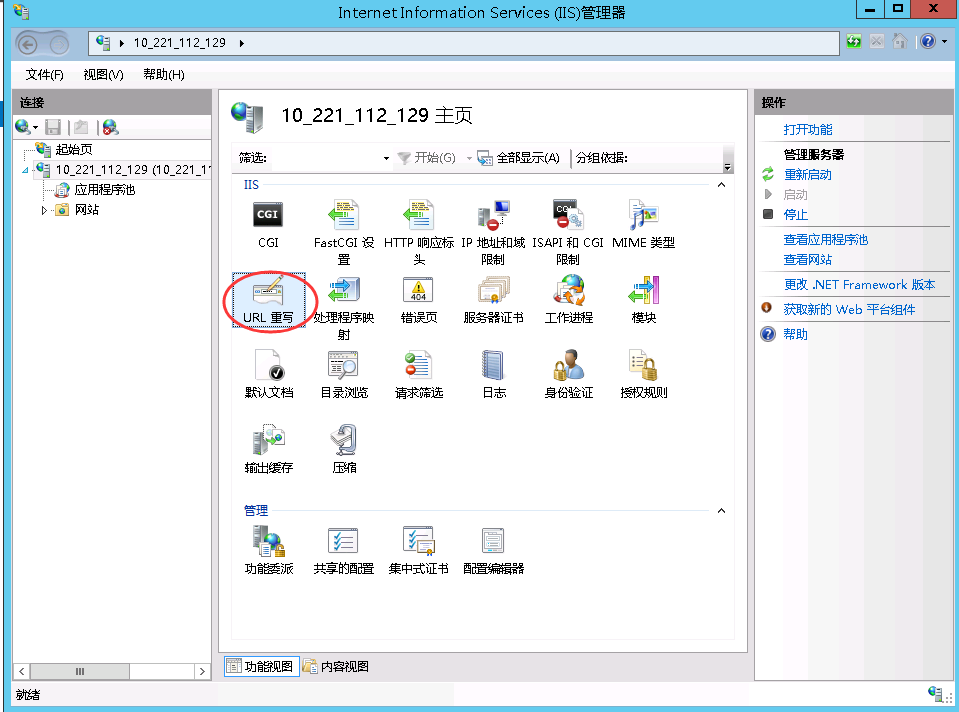 Internet Information Services (IIS)管理器
10_221_112_129
文件(F) 视图(V) 帮助(H)
连接
起始页
10_221_112_129 (10_221_11
应用程序池
网站
10_221_112_129 主页
筛选: 开始(G) 全部显示(A) 分组依据:
IIS
CGI
CGI
CGI
FastCGI 设
置
HTTP 响应标
头
IP 地址和域
限制
ISAPI 和 CGI
限制
MIME 类型
URL 重写
处理程序映
射
404
错误页
服务器证书
工作进程
模块
默认文档
目录浏览
请求筛选
日志
身份验证
授权规则
输出缓存
压缩
管理
功能委派
共享的配置
集中式证书
配置编辑器
功能视图
内容视图
操作
打开功能
管理服务器
重新启动
启动
停止
查看应用程序池
查看网站
更改 .NET Framework 版本
获取新的 Web 平台组件
帮助
就绪